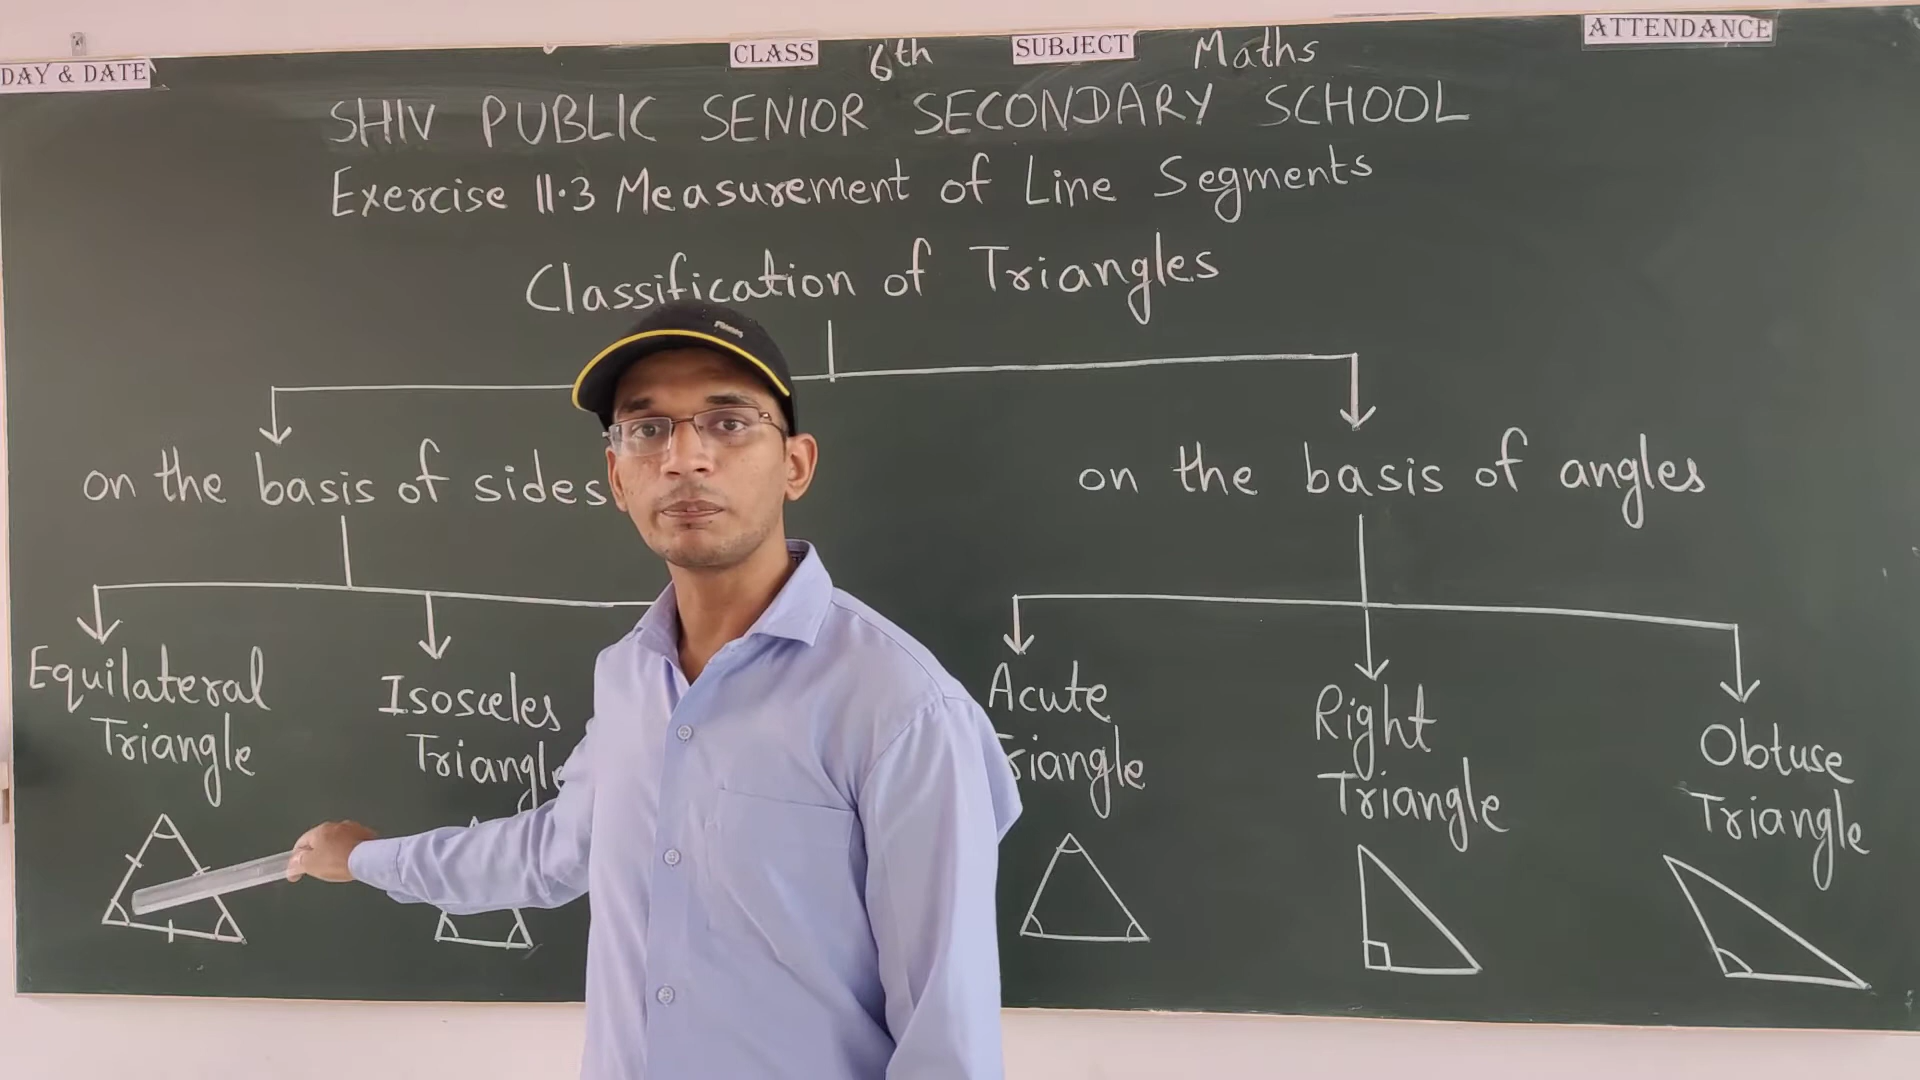 DAY & DATE
CLASS 6th SUBJECT Maths
ATTENDANCE
SHIV PUBLIC SENIOR SECONDARY SCHOOL
Exercise 11.3 Measurement of Line Segments
Classification of Triangles
on the basis of sides
on the basis of angles
Equilateral
Triangle
Isosceles
Triangle
Acute
Triangle
Right
Triangle
Obtuse
Triangle